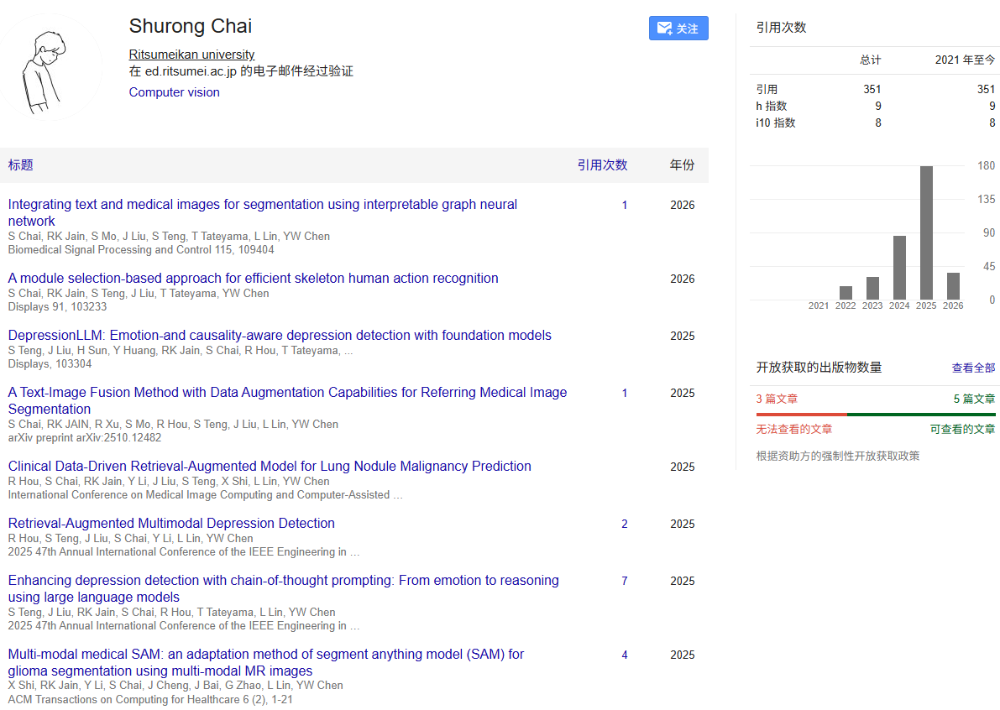 Shurong Chai
关注
Ritsumeikan university
在 ed.ritsumei.ac.jp 的电子邮件经过验证
Computer vision
标题 引用次数 年份
Integrating text and medical images for segmentation using interpretable graph neural
network
1 2026
S Chai, RK Jain, S Mo, J Liu, S Teng, T Tateyama, L Lin, YW Chen
Biomedical Signal Processing and Control 115, 109404
A module selection-based approach for efficient skeleton human action recognition
2026
S Chai, RK Jain, S Teng, J Liu, T Tateyama, YW Chen
Displays 91, 103233
DepressionLLM: Emotion-and causality-aware depression detection with foundation models
2025
S Teng, J Liu, H Sun, Y Huang, RK Jain, S Chai, R Hou, T Tateyama, ...
Displays, 103304
A Text-Image Fusion Method with Data Augmentation Capabilities for Referring Medical Image
Segmentation
1 2025
S Chai, RK JAIN, R Xu, S Mo, R Hou, S Teng, J Liu, L Lin, YW Chen
arXiv preprint arXiv:2510.12482
Clinical Data-Driven Retrieval-Augmented Model for Lung Nodule Malignancy Prediction
2025
R Hou, S Chai, RK Jain, Y Li, J Liu, S Teng, X Shi, L Lin, YW Chen
International Conference on Medical Image Computing and Computer-Assisted …
Retrieval-Augmented Multimodal Depression Detection
2 2025
R Hou, S Teng, J Liu, S Chai, Y Li, L Lin, YW Chen
2025 47th Annual International Conference of the IEEE Engineering in …
Enhancing depression detection with chain-of-thought prompting: From emotion to reasoning
using large language models
7 2025
S Teng, J Liu, RK Jain, S Chai, R Hou, T Tateyama, L Lin, YW Chen
2025 47th Annual International Conference of the IEEE Engineering in …
Multi-modal medical SAM: an adaptation method of segment anything model (SAM) for
glioma segmentation using multi-modal MR images
4 2025
X Shi, RK Jain, Y Li, S Chai, J Cheng, J Bai, G Zhao, L Lin, YW Chen
ACM Transactions on Computing for Healthcare 6 (2), 1-21
引用次数
总计 2021 年至今
引用 351 351
h 指数 9 9
i10 指数 8 8
180
135
90
45
0
2021 2022 2023 2024 2025 2026
开放获取的出版物数量 查看全部
3 篇文章 5 篇文章
无法查看的文章 可查看的文章
根据资助方的强制性开放获取政策